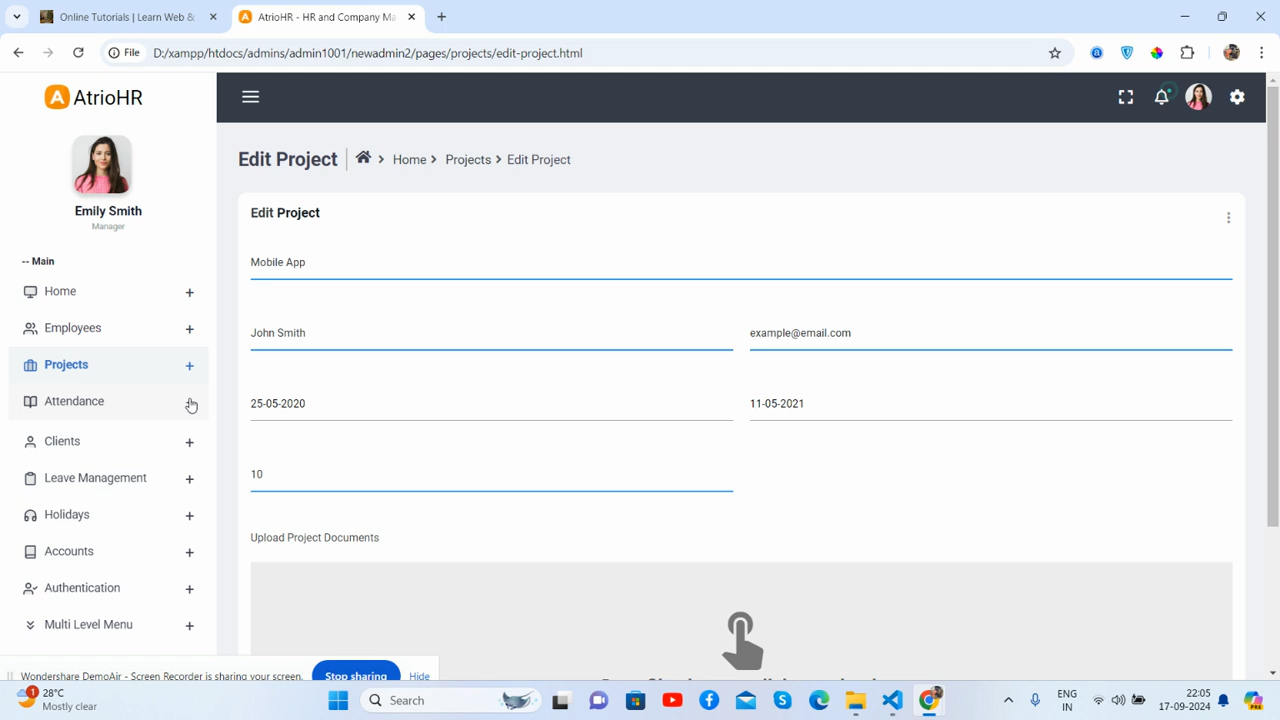 Online Tutorials | Learn Web &
AtrioHR - HR and Company Ma
File
D:/xampp/htdocs/admins/admin1001/newadmin2/pages/projects/edit-project.html
A AtrioHR
Emily Smith
Manager
-- Main
Home +
Employees +
Projects +
Attendance
Clients +
Leave Management +
Holidays +
Accounts +
Authentication +
Multi Level Menu +
Edit Project
Home > Projects > Edit Project
Edit Project
Mobile App
John Smith
example@email.com
25-05-2020
11-05-2021
10
Upload Project Documents
Wondershare DemoAir - Screen Recorder is sharing your screen.
Stop sharing
Hide
1
28°C
Mostly clear
Search
ENG
IN
22:05
17-09-2024